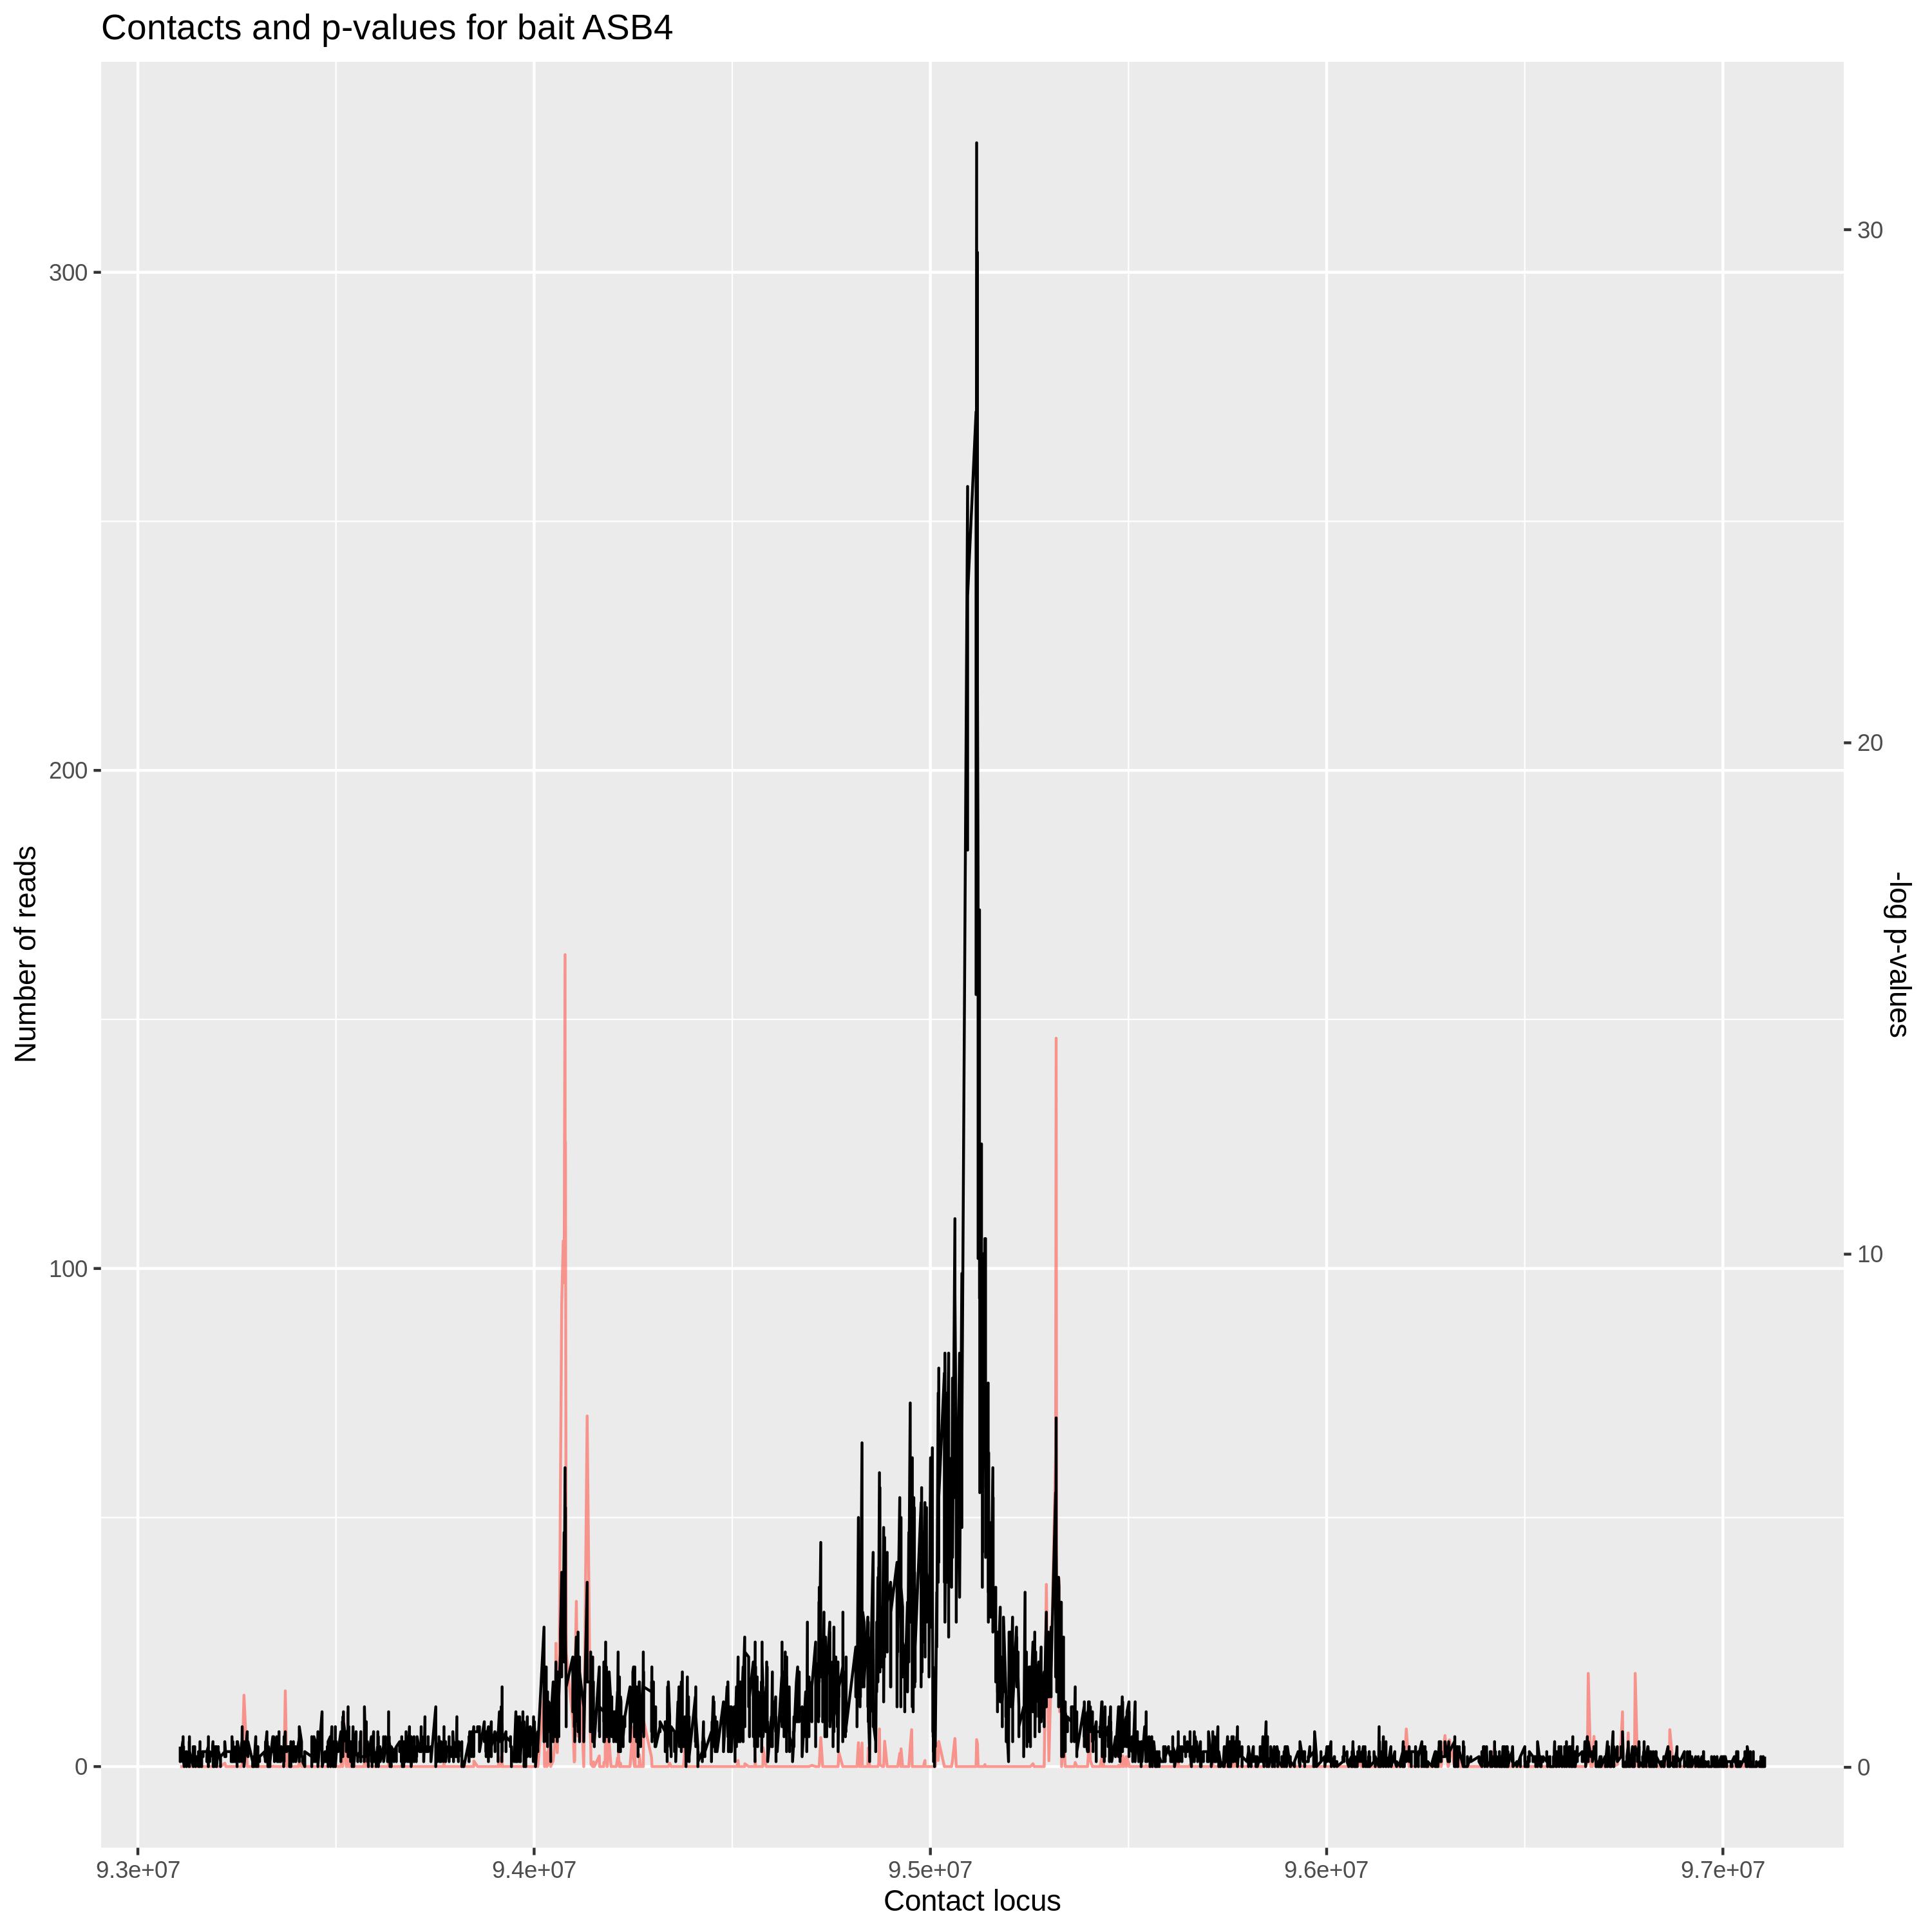 Contacts and p-values for bait ASB4
300
200
100
0
Number of reads
30
20
10
0
-log p-values
9.3e+07 9.4e+07 9.5e+07 9.6e+07 9.7e+07
Contact locus